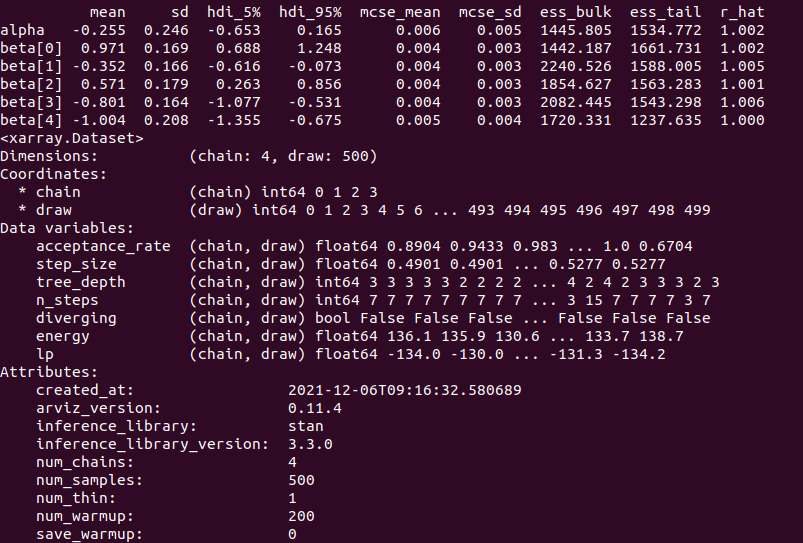 mean sd hdi_5% hdi_95% mcse_mean mcse_sd ess_bulk ess_tail r_hat
alpha -0.255 0.246 -0.653 0.165 0.006 0.005 1445.805 1534.772 1.002
beta[0] 0.971 0.169 0.688 1.248 0.004 0.003 1442.187 1661.731 1.002
beta[1] -0.352 0.166 -0.616 -0.073 0.004 0.003 2240.526 1588.005 1.005
beta[2] 0.571 0.179 0.263 0.856 0.004 0.003 1854.627 1563.283 1.001
beta[3] -0.801 0.164 -1.077 -0.531 0.004 0.003 2082.445 1543.298 1.006
beta[4] -1.004 0.208 -1.355 -0.675 0.005 0.004 1720.331 1237.635 1.000
<xarray.Dataset>
Dimensions: (chain: 4, draw: 500)
Coordinates:
* chain (chain) int64 0 1 2 3
* draw (draw) int64 0 1 2 3 4 5 6 ... 493 494 495 496 497 498 499
Data variables:
acceptance_rate (chain, draw) float64 0.8904 0.9433 0.983 ... 1.0 0.6704
step_size (chain, draw) float64 0.4901 0.4901 ... 0.5277 0.5277
tree_depth (chain, draw) int64 3 3 3 3 3 2 2 2 2 ... 4 2 4 2 3 3 3 2 3
n_steps (chain, draw) int64 7 7 7 7 7 7 7 7 7 ... 3 15 7 7 7 7 3 7
diverging (chain, draw) bool False False False ... False False False
energy (chain, draw) float64 136.1 135.9 130.6 ... 133.7 138.7
lp (chain, draw) float64 -134.0 -130.0 ... -131.3 -134.2
Attributes:
created_at: 2021-12-06T09:16:32.580689
arviz_version: 0.11.4
inference_library: stan
inference_library_version: 3.3.0
num_chains: 4
num_samples: 500
num_thin: 1
num_warmup: 200
save_warmup: 0